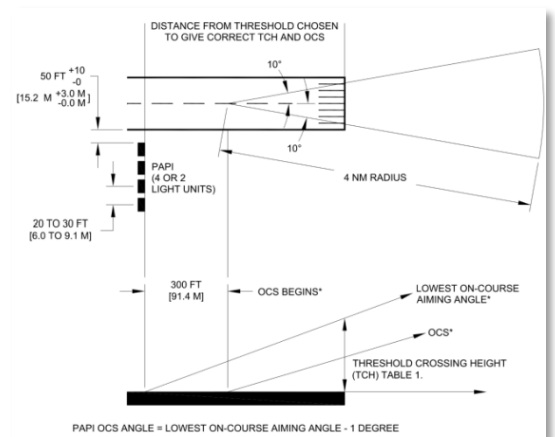 DISTANCE FROM THRESHOLD CHOSEN
TO GIVE CORRECT TCH AND OCS
50 FT +10
-0
[15.2 M +3.0 M
-0.0 M]
10°
10°
PAPI
(4 OR 2
LIGHT UNITS)
4 NM RADIUS
20 TO 30 FT
[6.0 TO 9.1 M]
300 FT
[91.4 M]
OCS BEGINS*
LOWEST ON-COURSE
AIMING ANGLE*
OCS*
THRESHOLD CROSSING HEIGHT
(TCH) TABLE 1.
PAPI OCS ANGLE = LOWEST ON-COURSE AIMING ANGLE - 1 DEGREE